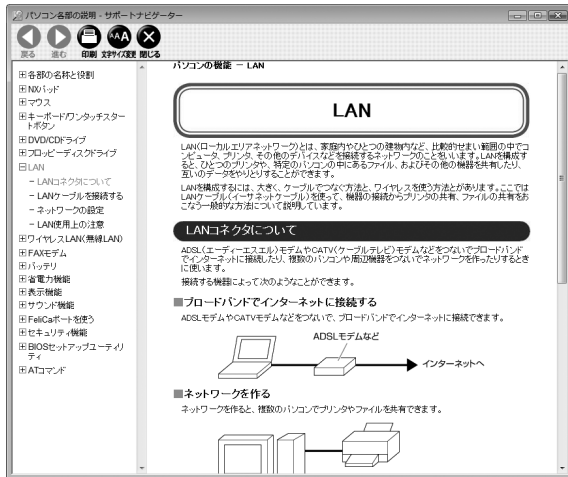 パソコン各部の説明 - サポートナビゲーター
戻る 進む 印刷 文字サイズ変更 閉じる
各部の名称と役割
NXパッド
マウス
キーボード/ワンタッチスター
トボタン
DVD/CDドライブ
フロッピーディスクドライブ
LAN
− LANコネクタについて
− LANケーブルを接続する
− ネットワークの設定
− LAN使用上の注意
ワイヤレスLAN(無線LAN)
FAXモデム
バッテリ
省電力機能
表示機能
サウンド機能
FeliCaポートを使う
セキュリティ機能
BIOSセットアップユーティリ
ティ
ATコマンド
パソコンの機能 − LAN
LAN
LAN(ローカルエリアネットワーク)とは、家庭内やひとつの建物内など、比較的せまい範囲の中でコ
ンピュータ、プリンタ、その他のデバイスなどを接続するネットワークのことをいいます。LANを構成す
ると、ひとつのプリンタや、特定のパソコンの中にあるファイル、およびその他の機器を共有したり、
互いのデータをやりとりすることができます。
LANを構成するには、大きく、ケーブルでつなぐ方法と、ワイヤレスを使う方法とがあります。ここでは
LANケーブル(イーサネットケーブル)を使って、機器の接続からプリンタの共有、ファイルの共有をお
こなう一般的な方法について説明しています。
LANコネクタについて
ADSL(エーディーエスエル)モデムやCATV(ケーブルテレビ)モデムなどをつないでブロードバンド
でインターネットに接続したり、複数のパソコンや周辺機器をつないでネットワークを作ったりするとき
に使います。
接続する機器によって次のようなことができます。
■ブロードバンドでインターネットに接続する
ADSLモデムやCATVモデムなどをつないで、ブロードバンドでインターネットに接続できます。
ADSLモデムなど
インターネットへ
■ネットワークを作る
ネットワークを作ると、複数のパソコンでプリンタやファイルを共有できます。